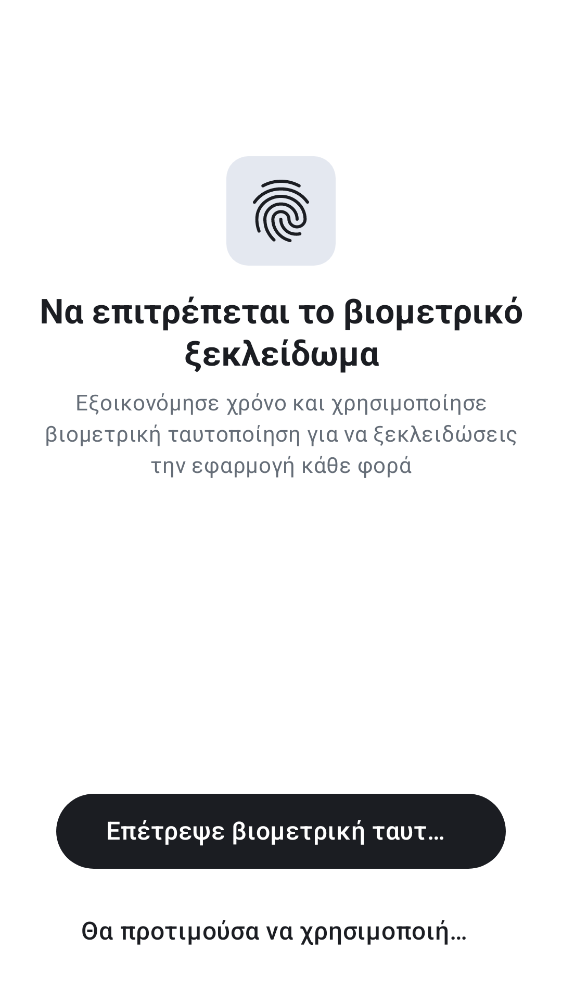 Να επιτρέπεται το βιομετρικό
ξεκλείδωμα
Εξοικονόμησε χρόνο και χρησιμοποίησε
βιομετρική ταυτοποίηση για να ξεκλειδώσεις
την εφαρμογή κάθε φορά
Επέτρεψε βιομετρική ταυτ…
Θα προτιμούσα να χρησιμοποιή…